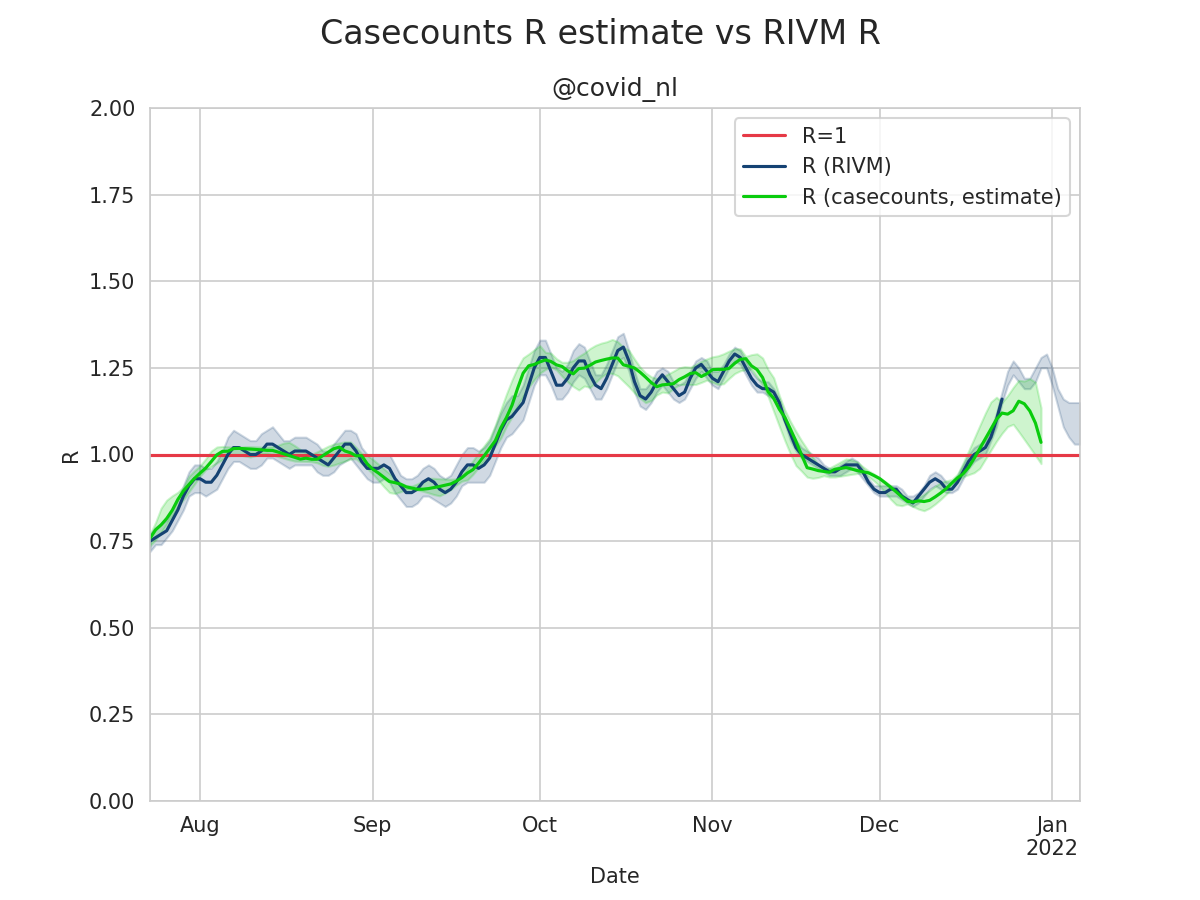 Casecounts R estimate vs RIVM R
@covid_nl
R=1
R (RIVM)
R (casecounts, estimate)
2.00
1.75
1.50
1.25
1.00
0.75
0.50
0.25
0.00
R
Aug Sep Oct Nov Dec Jan
2022
Date